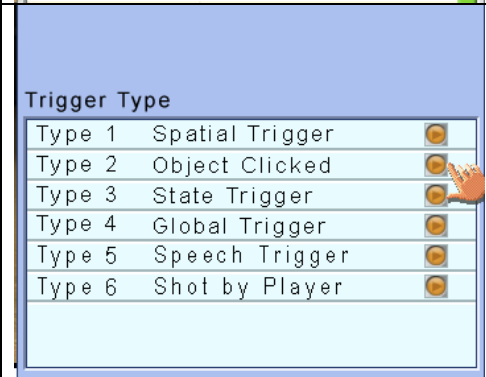 Trigger Type
Type 1 Spatial Trigger
Type 2 Object Clicked
Type 3 State Trigger
Type 4 Global Trigger
Type 5 Speech Trigger
Type 6 Shot by Player